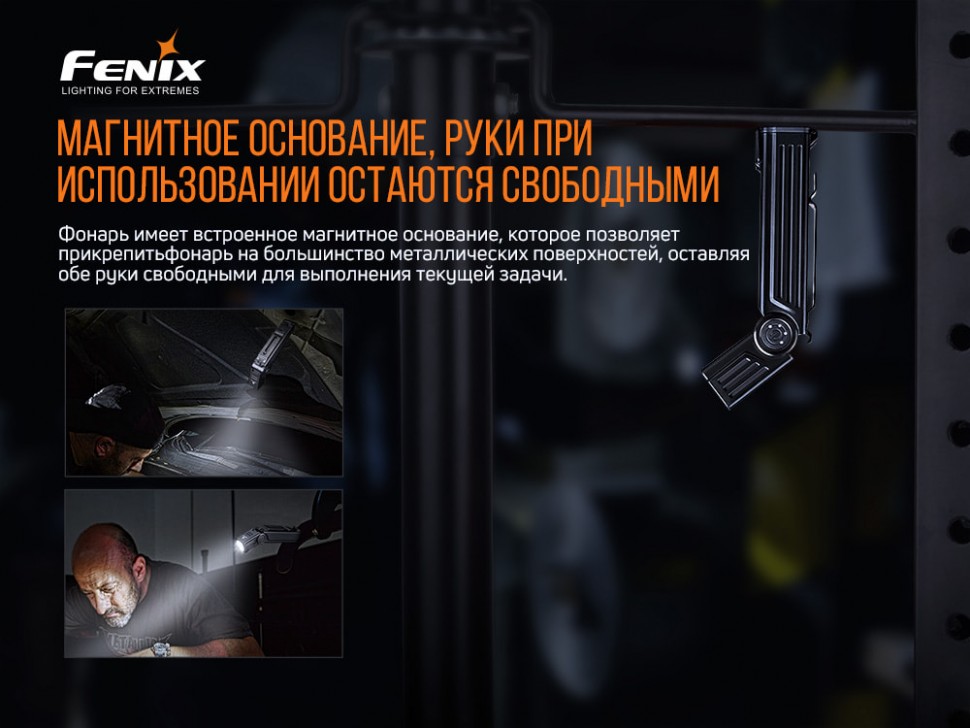 FENIX
LIGHTING FOR EXTREMES
МАГНИТНОЕ ОСНОВАНИЕ, РУКИ ПРИ
ИСПОЛЬЗОВАНИИ ОСТАЮТСЯ СВОБОДНЫМИ
Фонарь имеет встроенное магнитное основание, которое позволяет
прикрепитьфонарь на большинство металлических поверхностей, оставляя
обе руки свободными для выполнения текущей задачи.